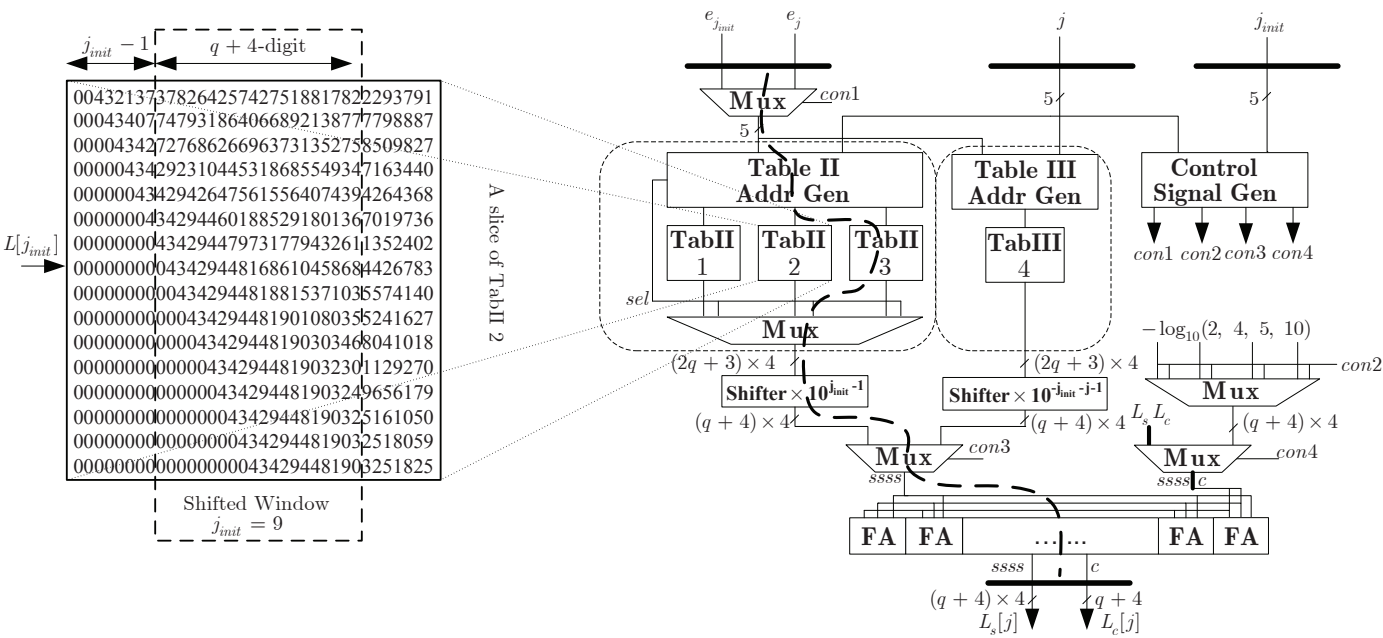 j_init − 1
q + 4-digit
00432137378264257427518817822293791
00043407747931864066892138777798887
00004342727686266963731352758509827
00000434292310445318685549347163440
00000043429426475615564074394264368
00000004342944601885291801367019736
00000000434294479731779432611352402
00000000043429448168610458684426783
00000000004342944818815371035574140
00000000000434294481901080355241627
00000000000043429448190303468041018
00000000000004342944819032301129270
00000000000000434294481903249656179
00000000000000043429448190325161050
00000000000000004342944819032518059
00000000000000000434294481903251825
L[j_init]
Shifted Window
j_init = 9
A slice of TabII 2
e_{j_init}
e_j
j
j_init
Mux
con1
5
5
5
Table II
Addr Gen
Table III
Addr Gen
Control
Signal Gen
TabII
1
TabII
2
TabII
3
TabIII
4
con1 con2 con3 con4
sel
Mux
(2q + 3) × 4
(2q + 3) × 4
−log₁₀(2, 4, 5, 10)
con2
Mux
Shifter × 10^{j_init -1}
Shifter × 10^{-j_init -j-1}
(q + 4) × 4
(q + 4) × 4
L_s L_c
(q + 4) × 4
Mux
con3
ssss
Mux
con4
ssss c
FA
FA
... ...
FA
FA
ssss
c
(q + 4) × 4
q + 4
L_s[j]
L_c[j]